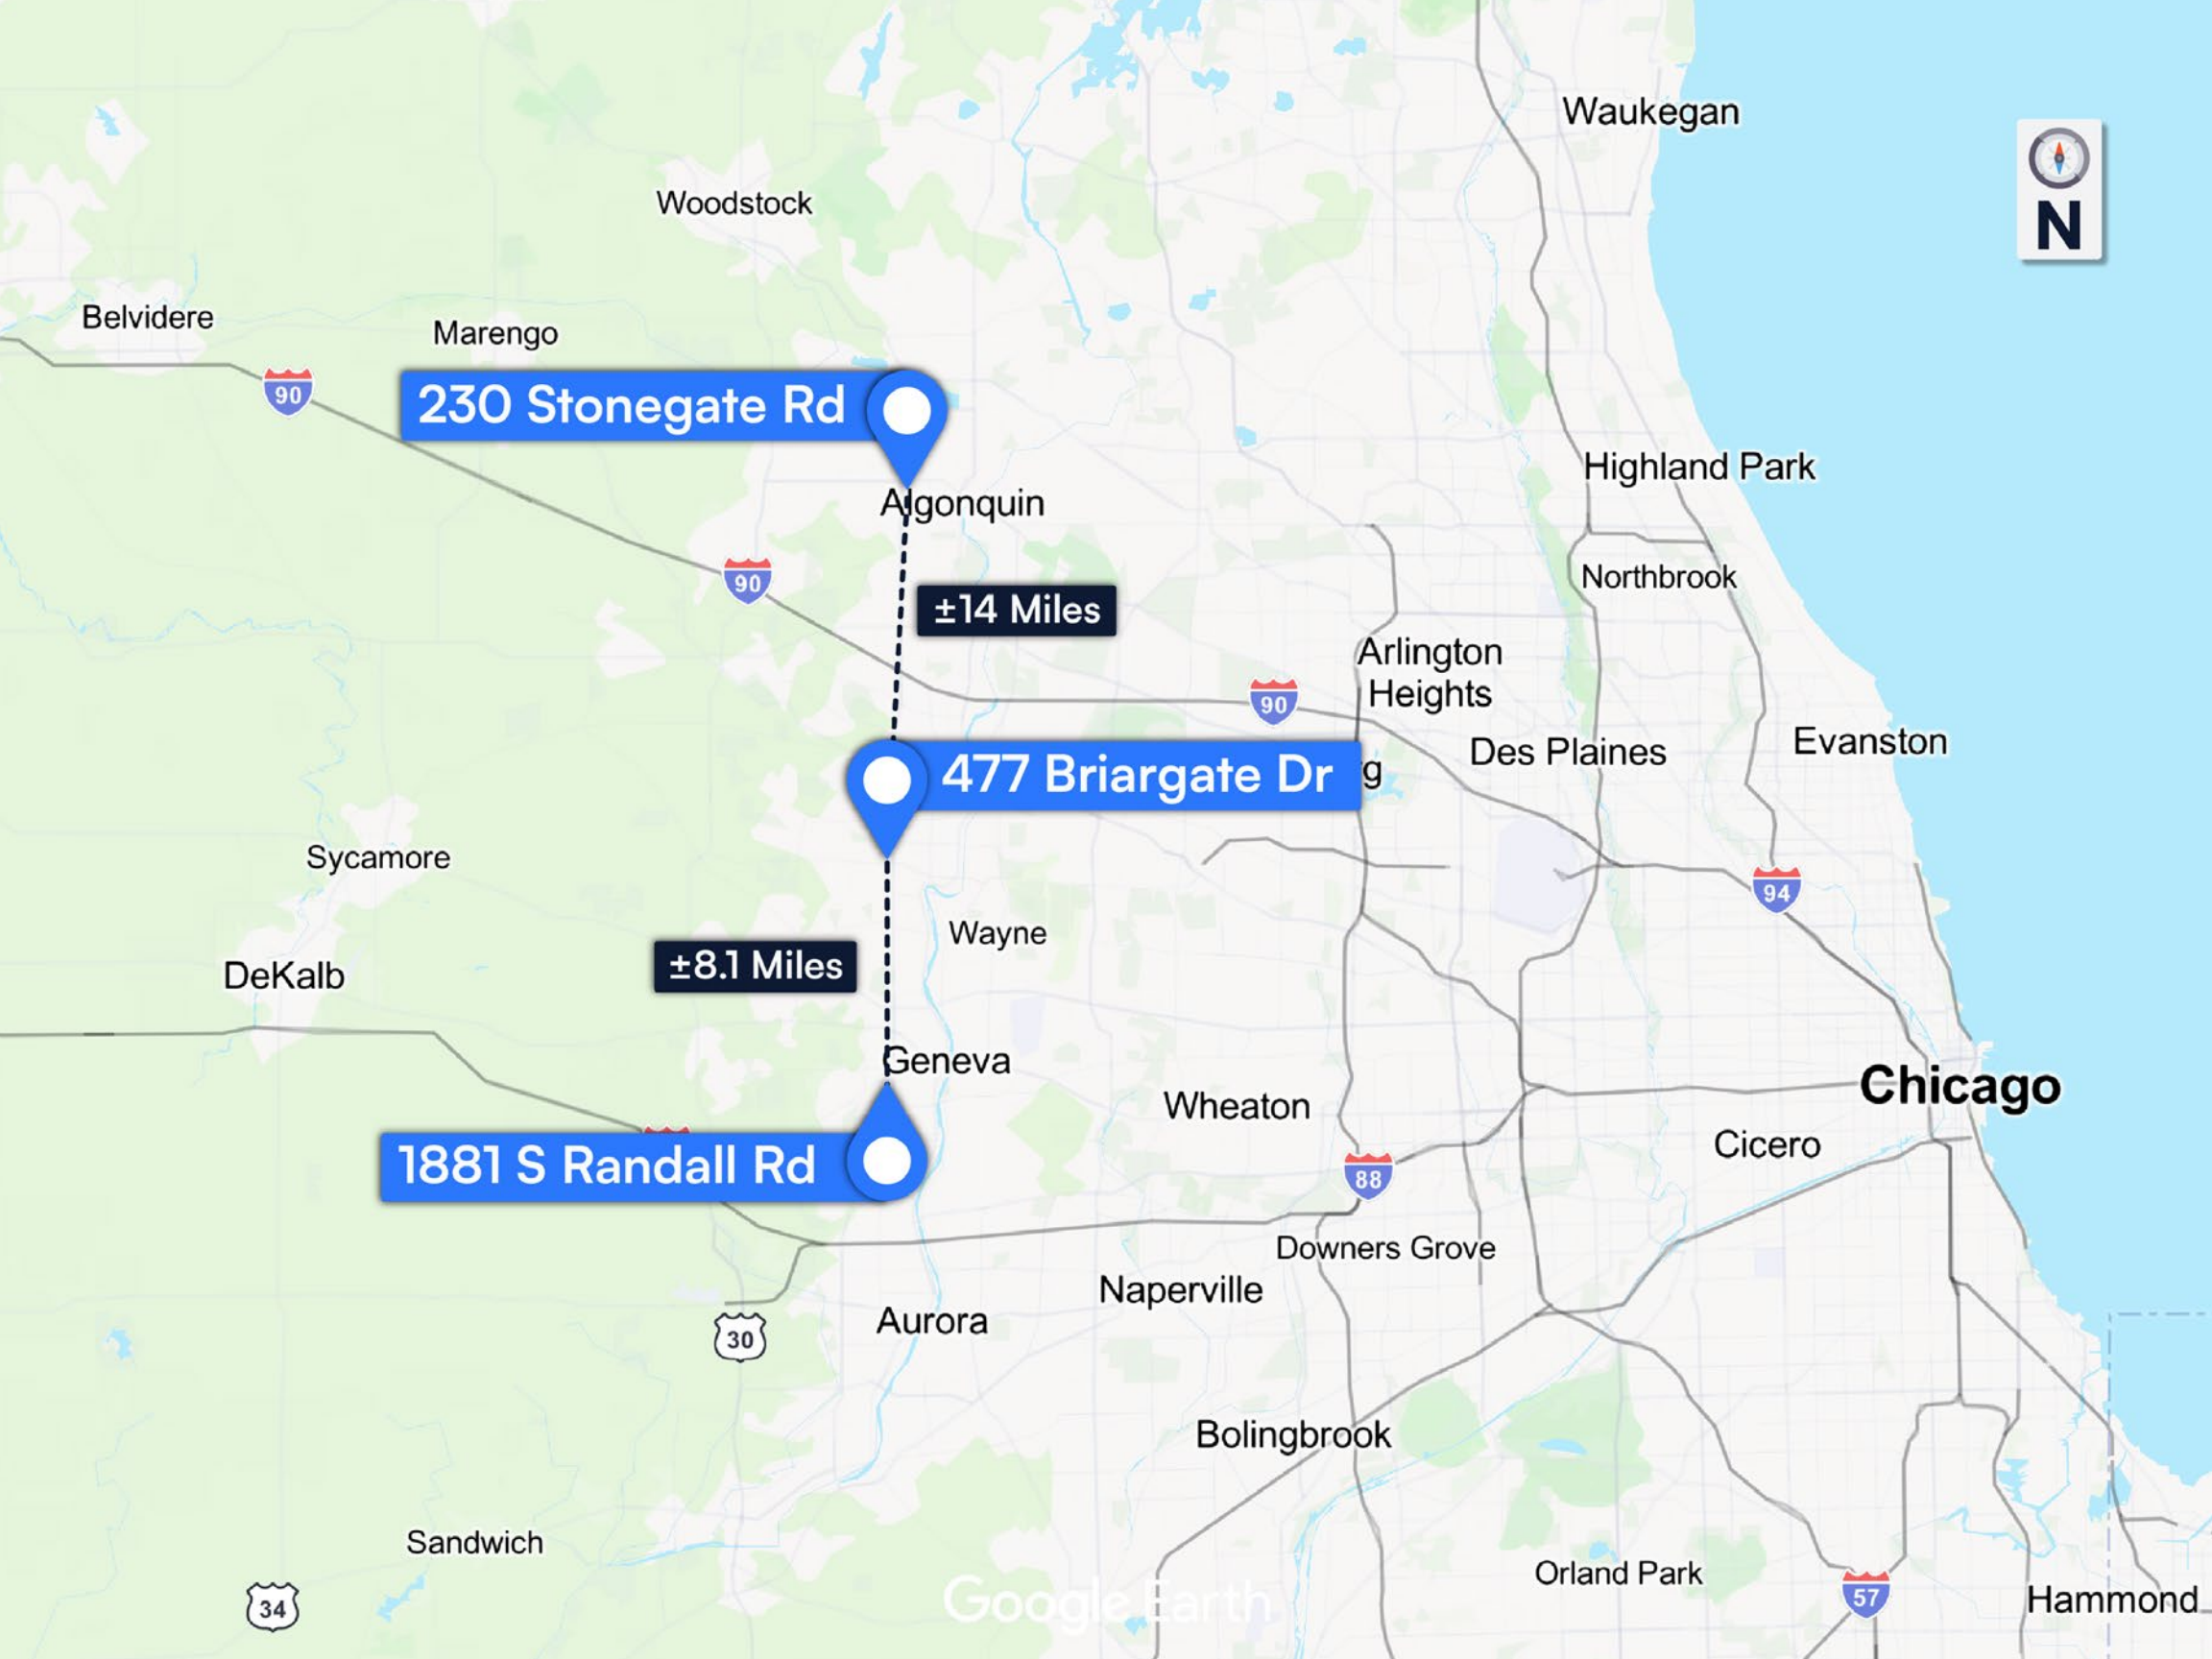 Waukegan
N
Woodstock
Belvidere
Marengo
90
230 Stonegate Rd
Highland Park
Algonquin
90
Northbrook
±14 Miles
Arlington
Heights
90
Evanston
Des Plaines
477 Briargate Dr
g
Sycamore
94
Wayne
±8.1 Miles
DeKalb
Geneva
Chicago
Wheaton
Cicero
1881 S Randall Rd
88
Downers Grove
Naperville
Aurora
30
Bolingbrook
Sandwich
Orland Park
57
Hammond
34
Google Earth